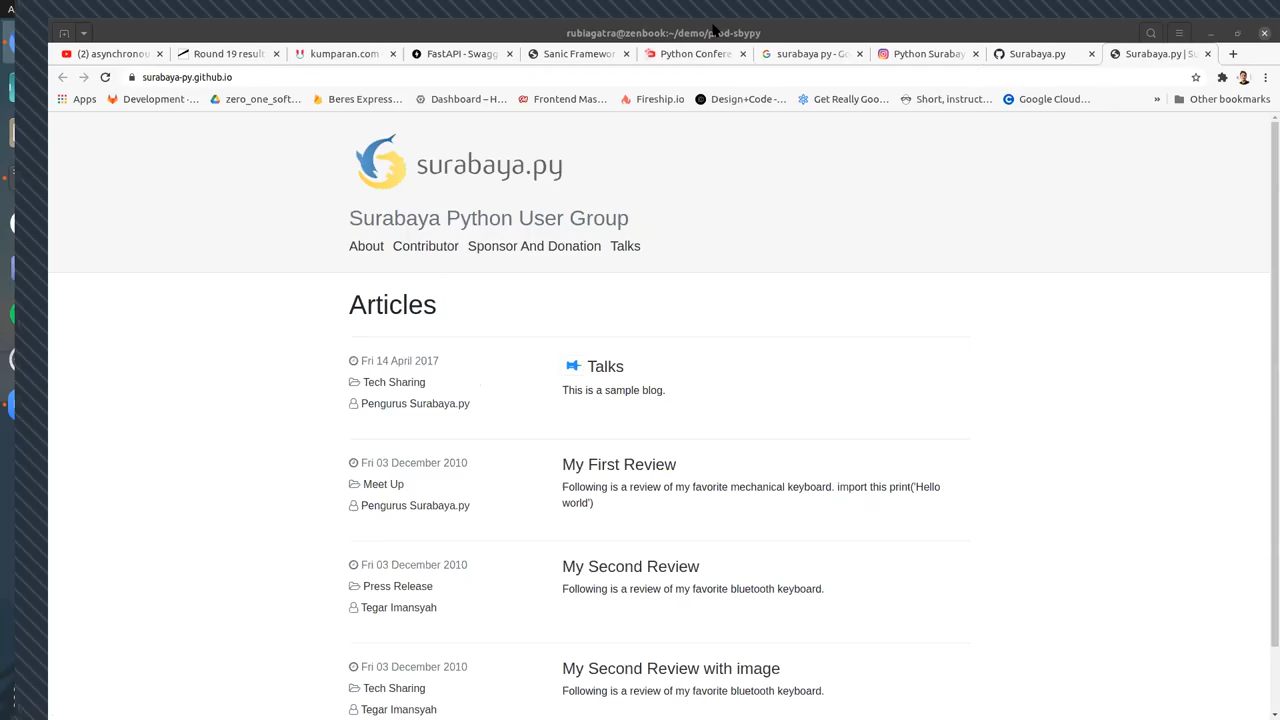 A
rubiagatra@zenbook:~/demo/prod-sbypy
(2) asynchronou
Round 19 result
kumparan.com
FastAPI - Swagg
Sanic Framewor
Python Confere
surabaya py - Go
Python Surabay
Surabaya.py
Surabaya.py | Su
surabaya-py.github.io
Apps
Development -...
zero_one_soft...
Beres Express...
Dashboard – H...
Frontend Mas...
Fireship.io
Design+Code -...
Get Really Goo...
Short, instruct...
Google Cloud...
»
Other bookmarks
surabaya.py
Surabaya Python User Group
About Contributor Sponsor And Donation Talks
Articles
Fri 14 April 2017
Tech Sharing
Pengurus Surabaya.py
Talks
This is a sample blog.
Fri 03 December 2010
Meet Up
Pengurus Surabaya.py
My First Review
Following is a review of my favorite mechanical keyboard. import this print('Hello
world')
Fri 03 December 2010
Press Release
Tegar Imansyah
My Second Review
Following is a review of my favorite bluetooth keyboard.
Fri 03 December 2010
Tech Sharing
Tegar Imansyah
My Second Review with image
Following is a review of my favorite bluetooth keyboard.